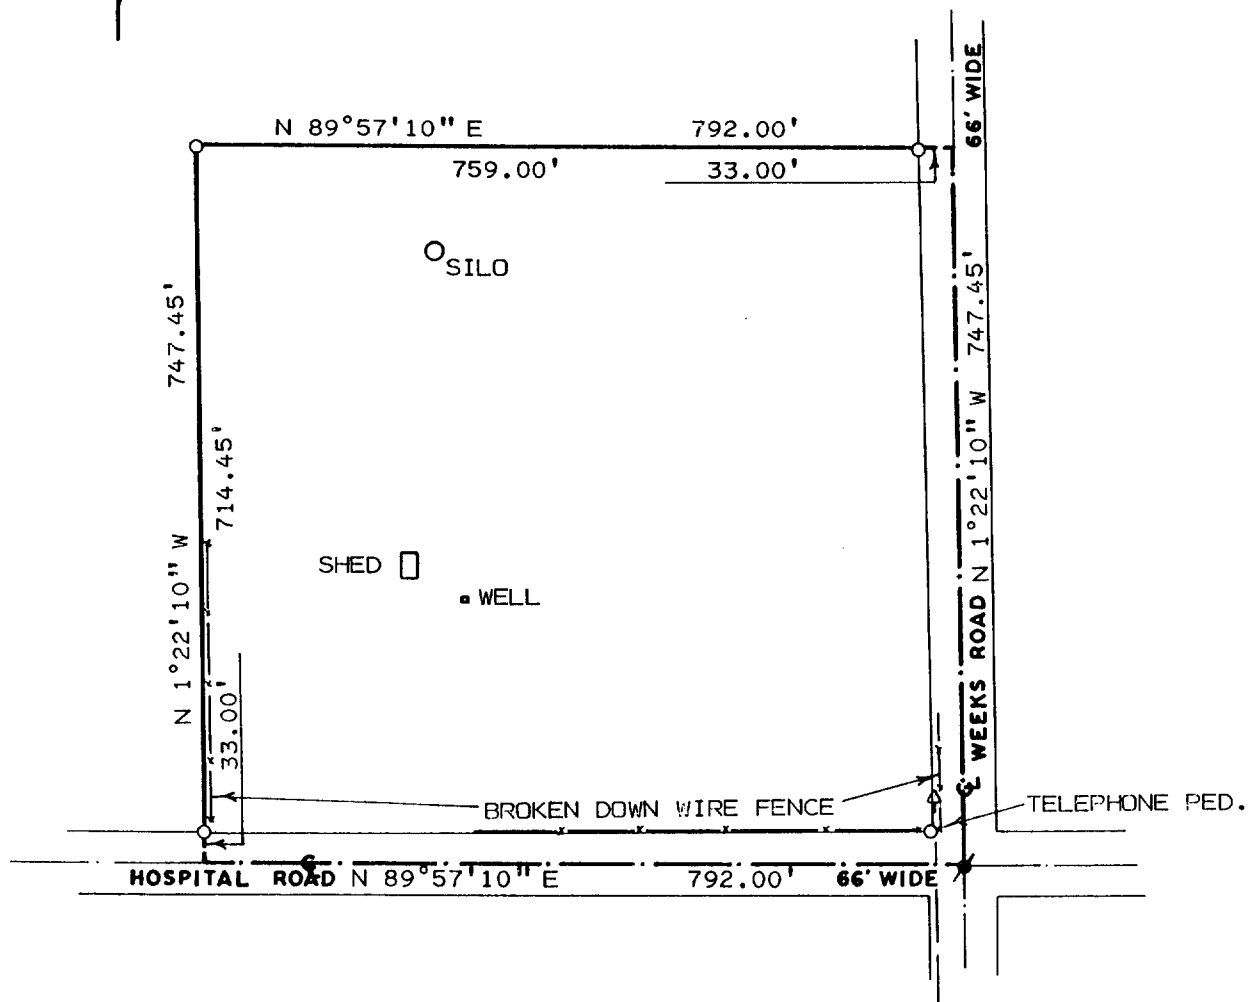 66' WIDE
N 89°57'10" E 792.00'
759.00' 33.00'
SILO
747.45'
N 1°22'10" W
714.45'
33.00'
SHED
WELL
WEEKS ROAD N 1°22'10" W 747.45'
BROKEN DOWN WIRE FENCE
TELEPHONE PED.
HOSPITAL ROAD N 89°57'10" E 792.00' 66' WIDE